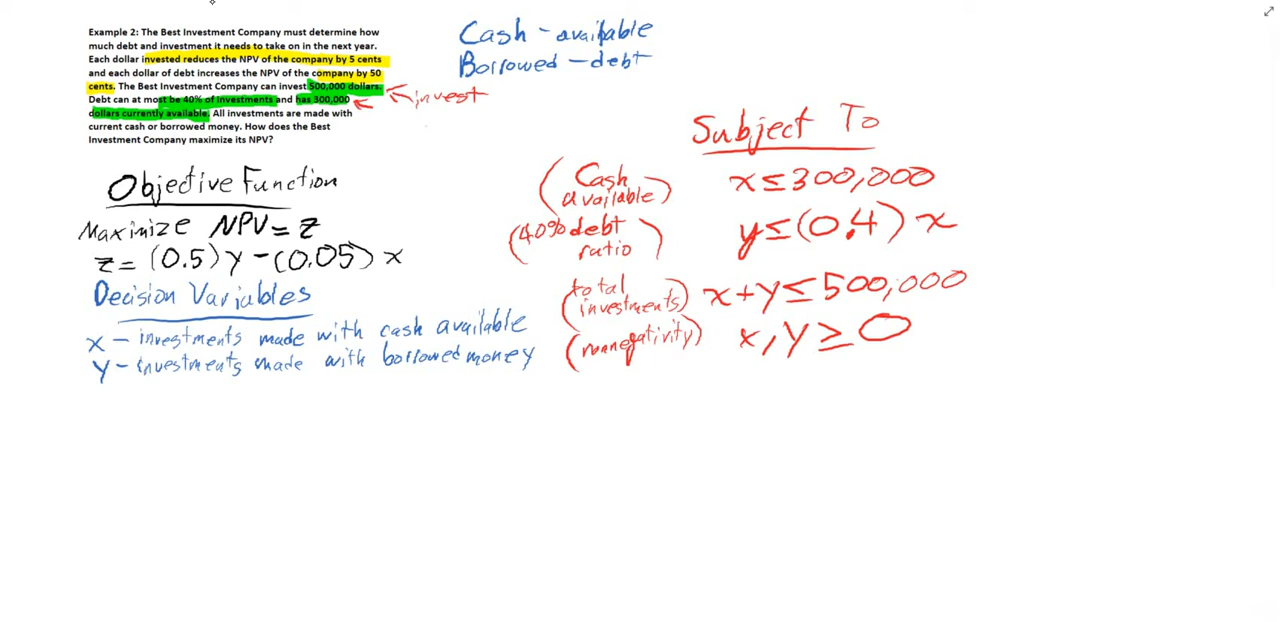 Example 2: The Best Investment Company must determine how
much debt and investment it needs to take on in the next year.
Each dollar invested reduces the NPV of the company by 5 cents
and each dollar of debt increases the NPV of the company by 50
cents. The Best Investment Company can invest 500,000 dollars.
Debt can at most be 40% of investments and has 300,000
dollars currently available. All investments are made with
current cash or borrowed money. How does the Best
Investment Company maximize its NPV?
invest
Cash - available
Borrowed - debt
Objective Function
Maximize NPV = z
z = (0.5)y - (0.05)x
Decision Variables
x - investments made with cash available
y - investments made with borrowed money
Subject To
(Cash available) x ≤ 300,000
(40% debt ratio) y ≤ (0.4) x
(total investments) x + y ≤ 500,000
(nonnegativity) x, y ≥ 0